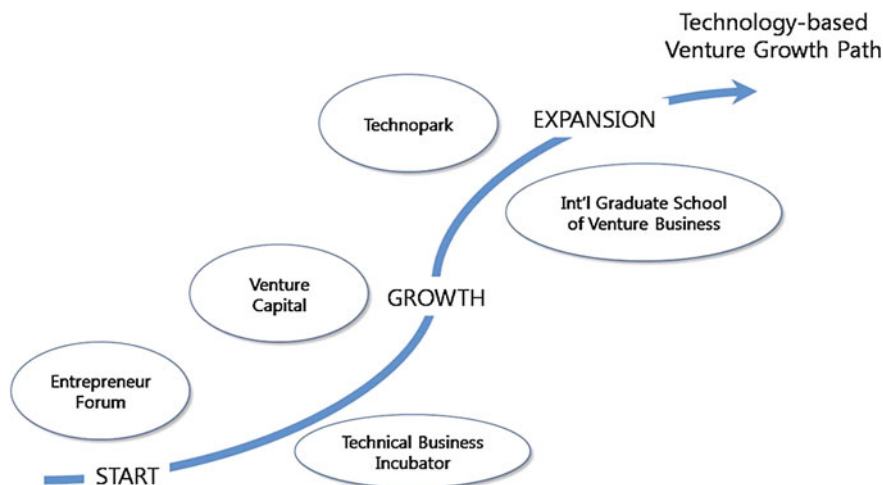 Technology-based
Venture Growth Path
Technopark
EXPANSION
Int'l Graduate School
of Venture Business
Venture
Capital
GROWTH
Entrepreneur
Forum
Technical Business
Incubator
START